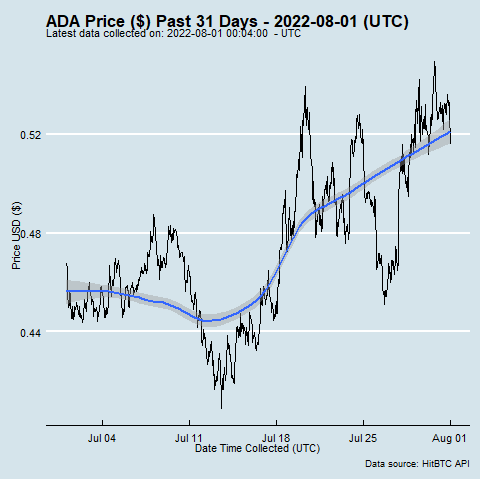 ADA Price ($) Past 31 Days - 2022-08-01 (UTC)
Latest data collected on: 2022-08-01 00:04:00 - UTC
Price USD ($)
0.52
0.48
0.44
Jul 04 Jul 11 Jul 18 Jul 25 Aug 01
Date Time Collected (UTC)
Data source: HitBTC API